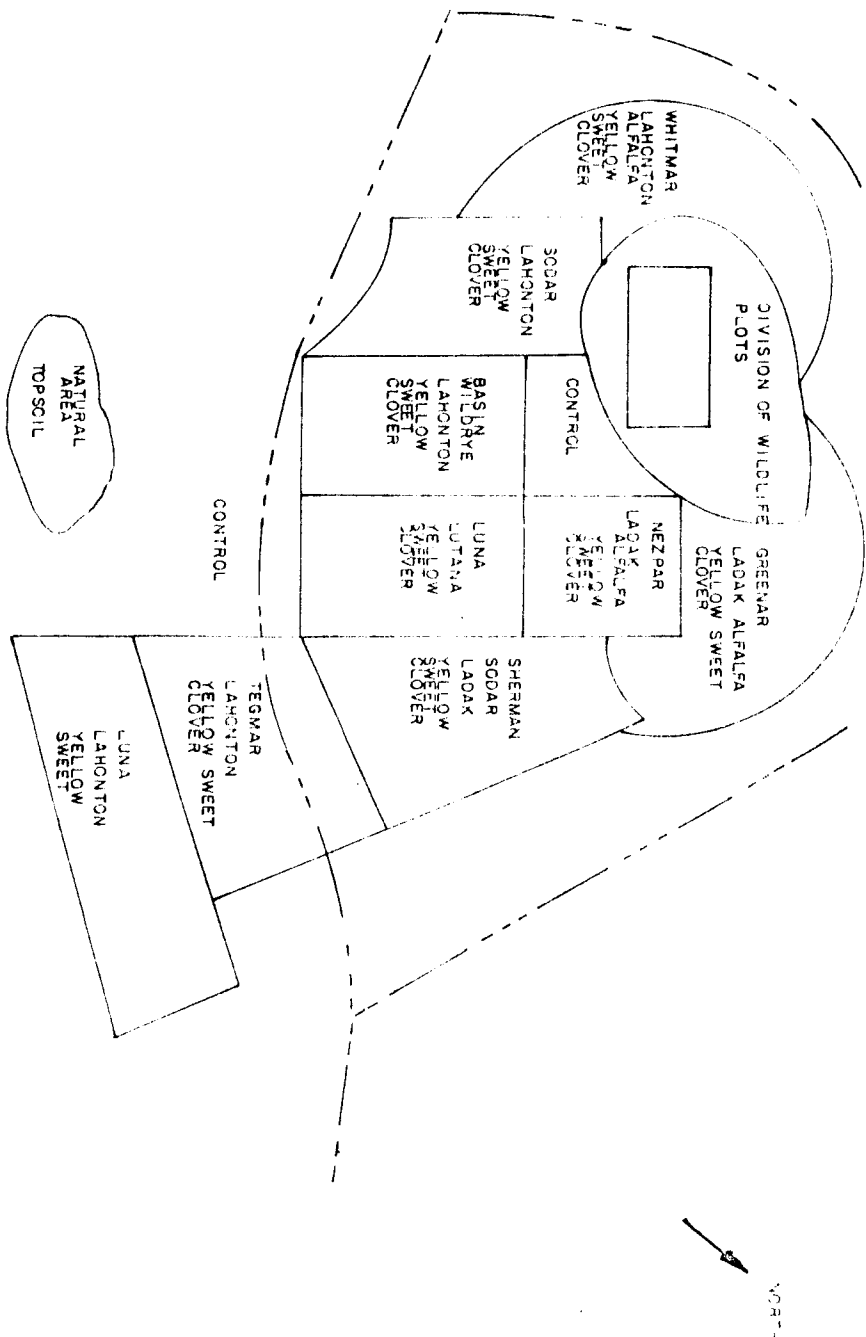 WHITMAR
LAHONTON
ALFALFA
YELLOW
SWEET
CLOVER
DIVISION OF WILDLIFE
PLOTS
GREENAR
LADAK ALFALFA
YELLOW SWEET
CLOVER
SODAR
LAHONTON
YELLOW
SWEET
CLOVER
CONTROL
NEZPAR
LADAK
ALFALFA
YELLOW
SWEET
CLOVER
BASIN
WILDRYE
LAHONTON
YELLOW
SWEET
CLOVER
LUNA
LUTANA
YELLOW
SWEET
CLOVER
SHERMAN
SODAR
LADAK
YELLOW
SWEET
CLOVER
CONTROL
TEGMAR
LAHONTON
YELLOW SWEET
CLOVER
LUNA
LAHONTON
YELLOW
SWEET
NATURAL
AREA
TOPSOIL